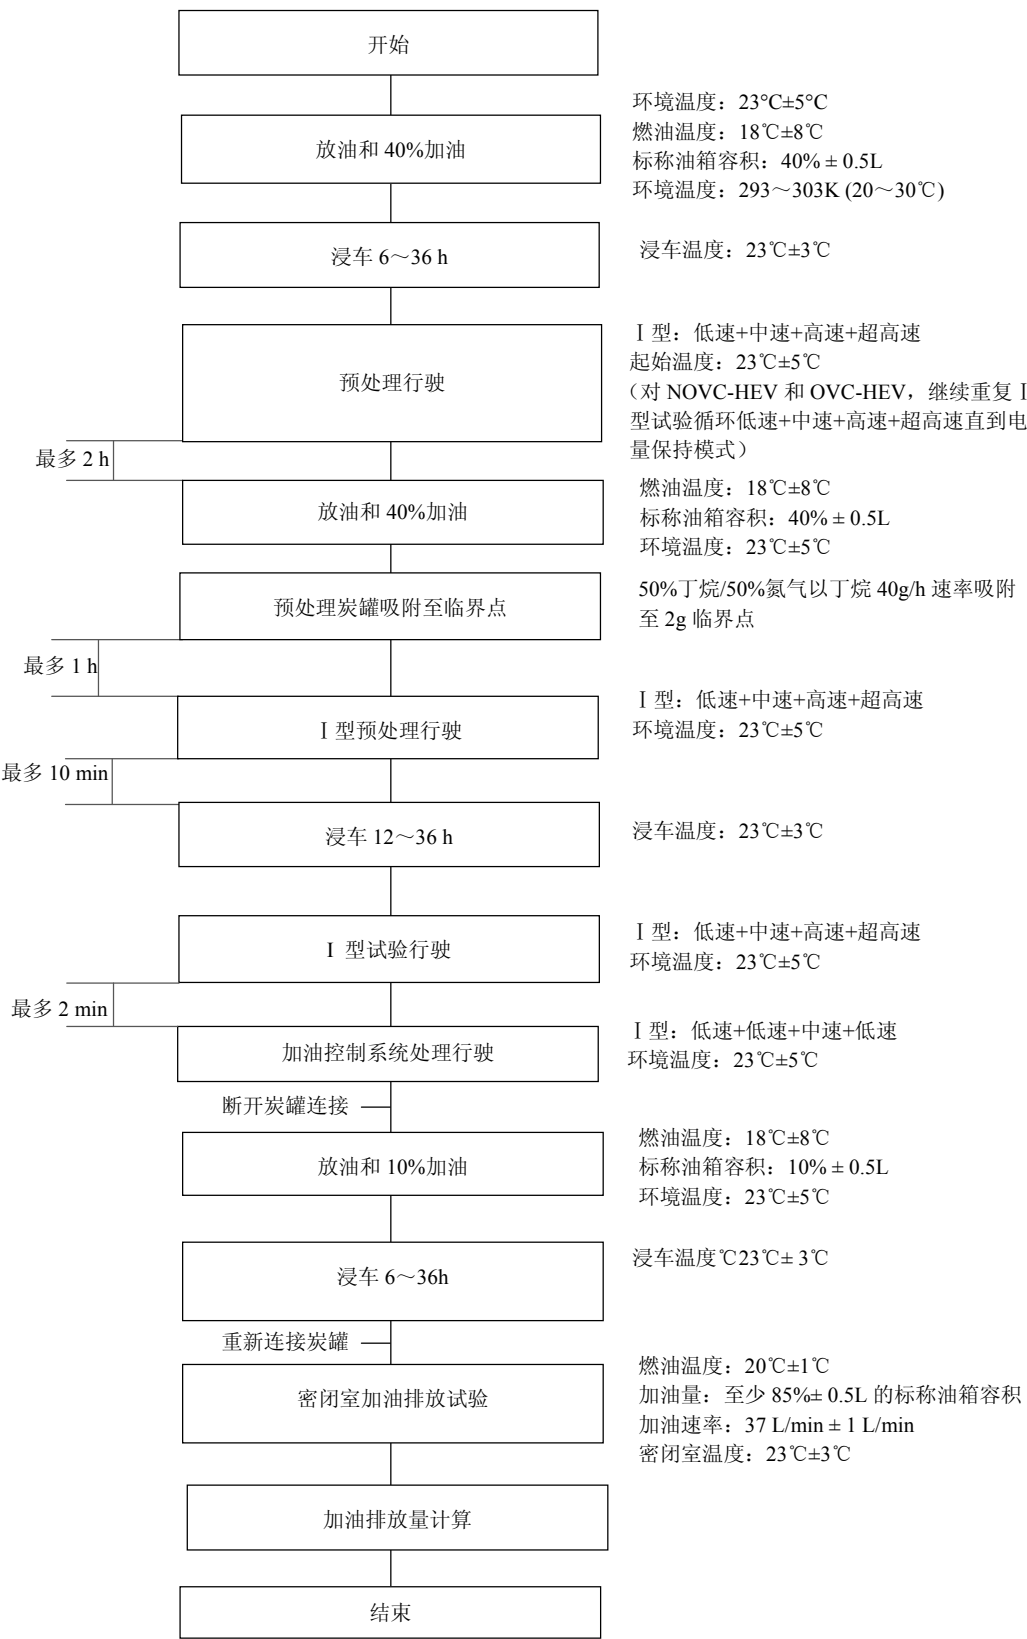 开始
环境温度：23°C±5°C
燃油温度：18℃±8℃
标称油箱容积：40% ± 0.5L
环境温度：293～303K (20～30℃)
放油和 40%加油
浸车 6～36 h
浸车温度：23℃±3℃
Ⅰ型：低速+中速+高速+超高速
起始温度：23℃±5℃
（对 NOVC-HEV 和 OVC-HEV，继续重复Ⅰ
型试验循环低速+中速+高速+超高速直到电
量保持模式）
预处理行驶
最多 2 h
放油和 40%加油
燃油温度：18℃±8℃
标称油箱容积：40% ± 0.5L
环境温度：23℃±5℃
预处理炭罐吸附至临界点
50%丁烷/50%氮气以丁烷 40g/h 速率吸附
至 2g 临界点
最多 1 h
Ⅰ型预处理行驶
Ⅰ型：低速+中速+高速+超高速
环境温度：23℃±5℃
最多 10 min
浸车 12～36 h
浸车温度：23℃±3℃
I 型试验行驶
Ⅰ型：低速+中速+高速+超高速
环境温度：23℃±5℃
最多 2 min
加油控制系统处理行驶
Ⅰ型：低速+低速+中速+低速
环境温度：23℃±5℃
断开炭罐连接
放油和 10%加油
燃油温度：18℃±8℃
标称油箱容积：10% ± 0.5L
环境温度：23℃±5℃
浸车 6～36h
浸车温度℃23℃± 3℃
重新连接炭罐
密闭室加油排放试验
燃油温度：20℃±1℃
加油量：至少 85%± 0.5L 的标称油箱容积
加油速率：37 L/min ± 1 L/min
密闭室温度：23℃±3℃
加油排放量计算
结束